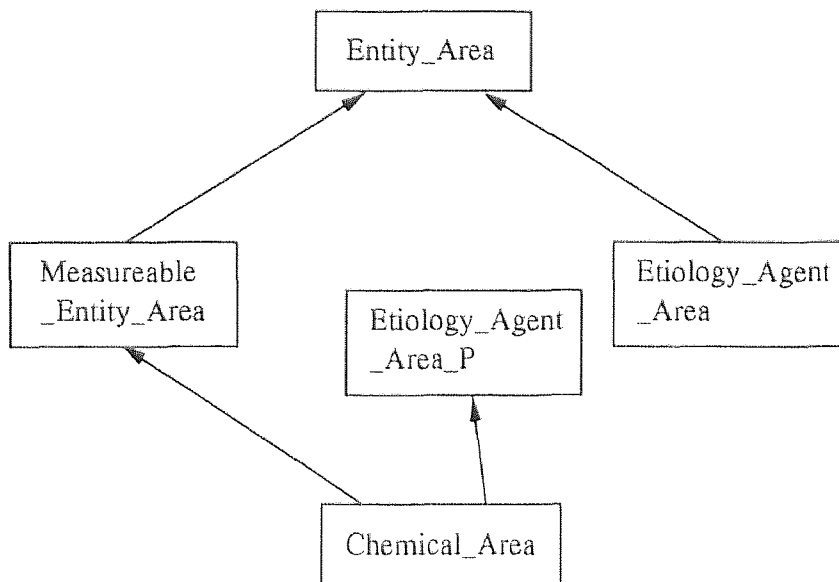 Entity_Area
Measureable
_Entity_Area
Etiology_Agent
_Area_P
Etiology_Agent
_Area
Chemical_Area